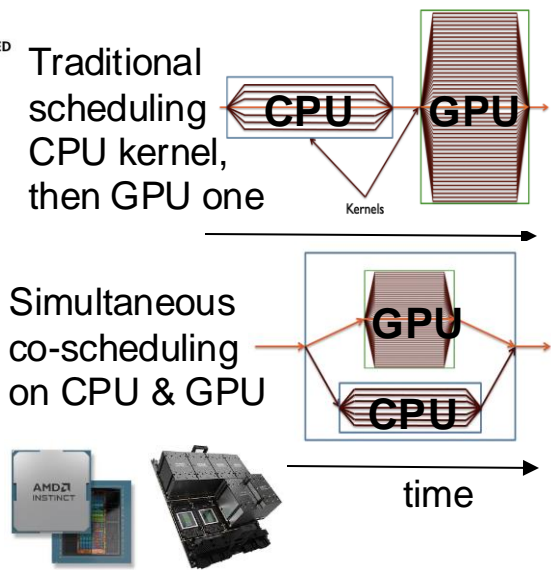 ED
Traditional
scheduling
CPU kernel,
then GPU one
CPU
GPU
Kernels
Simultaneous
co-scheduling
on CPU & GPU
GPU
CPU
time
AMD
INSTINCT